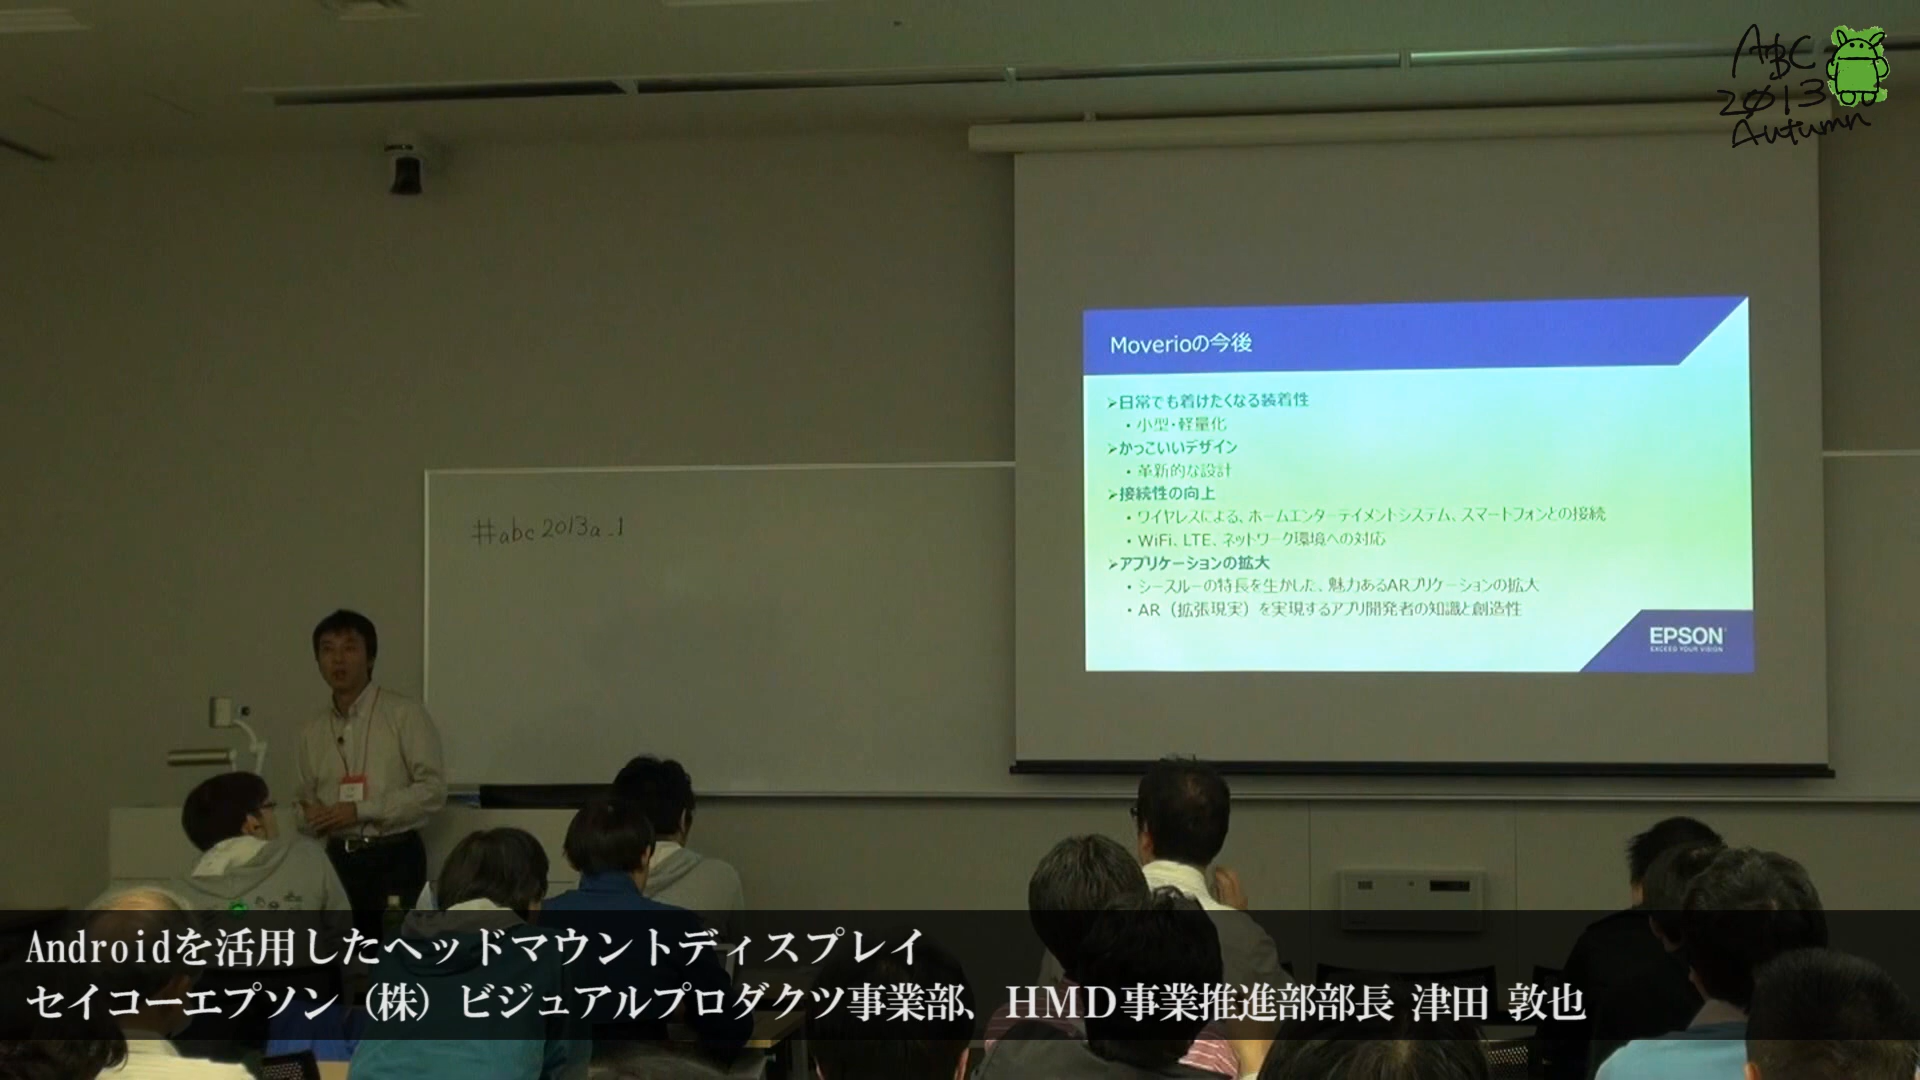 ABC
2013
Autumn
Moverioの今後
➢日常でも着けたくなる装着性
・小型・軽量化
➢かっこいいデザイン
・革新的な設計
➢接続性の向上
・ワイヤレスによる、ホームエンターテイメントシステム、スマートフォンとの接続
・WiFi、LTE、ネットワーク環境への対応
➢アプリケーションの拡大
・シースルーの特長を生かした、魅力あるARプリケーションの拡大
・AR（拡張現実）を実現するアプリ開発者の知識と創造性
EPSON
EXCEED YOUR VISION
#abc2013a_1
Androidを活用したヘッドマウントディスプレイ
セイコーエプソン（株）ビジュアルプロダクツ事業部、HMD事業推進部部長 津田 敦也